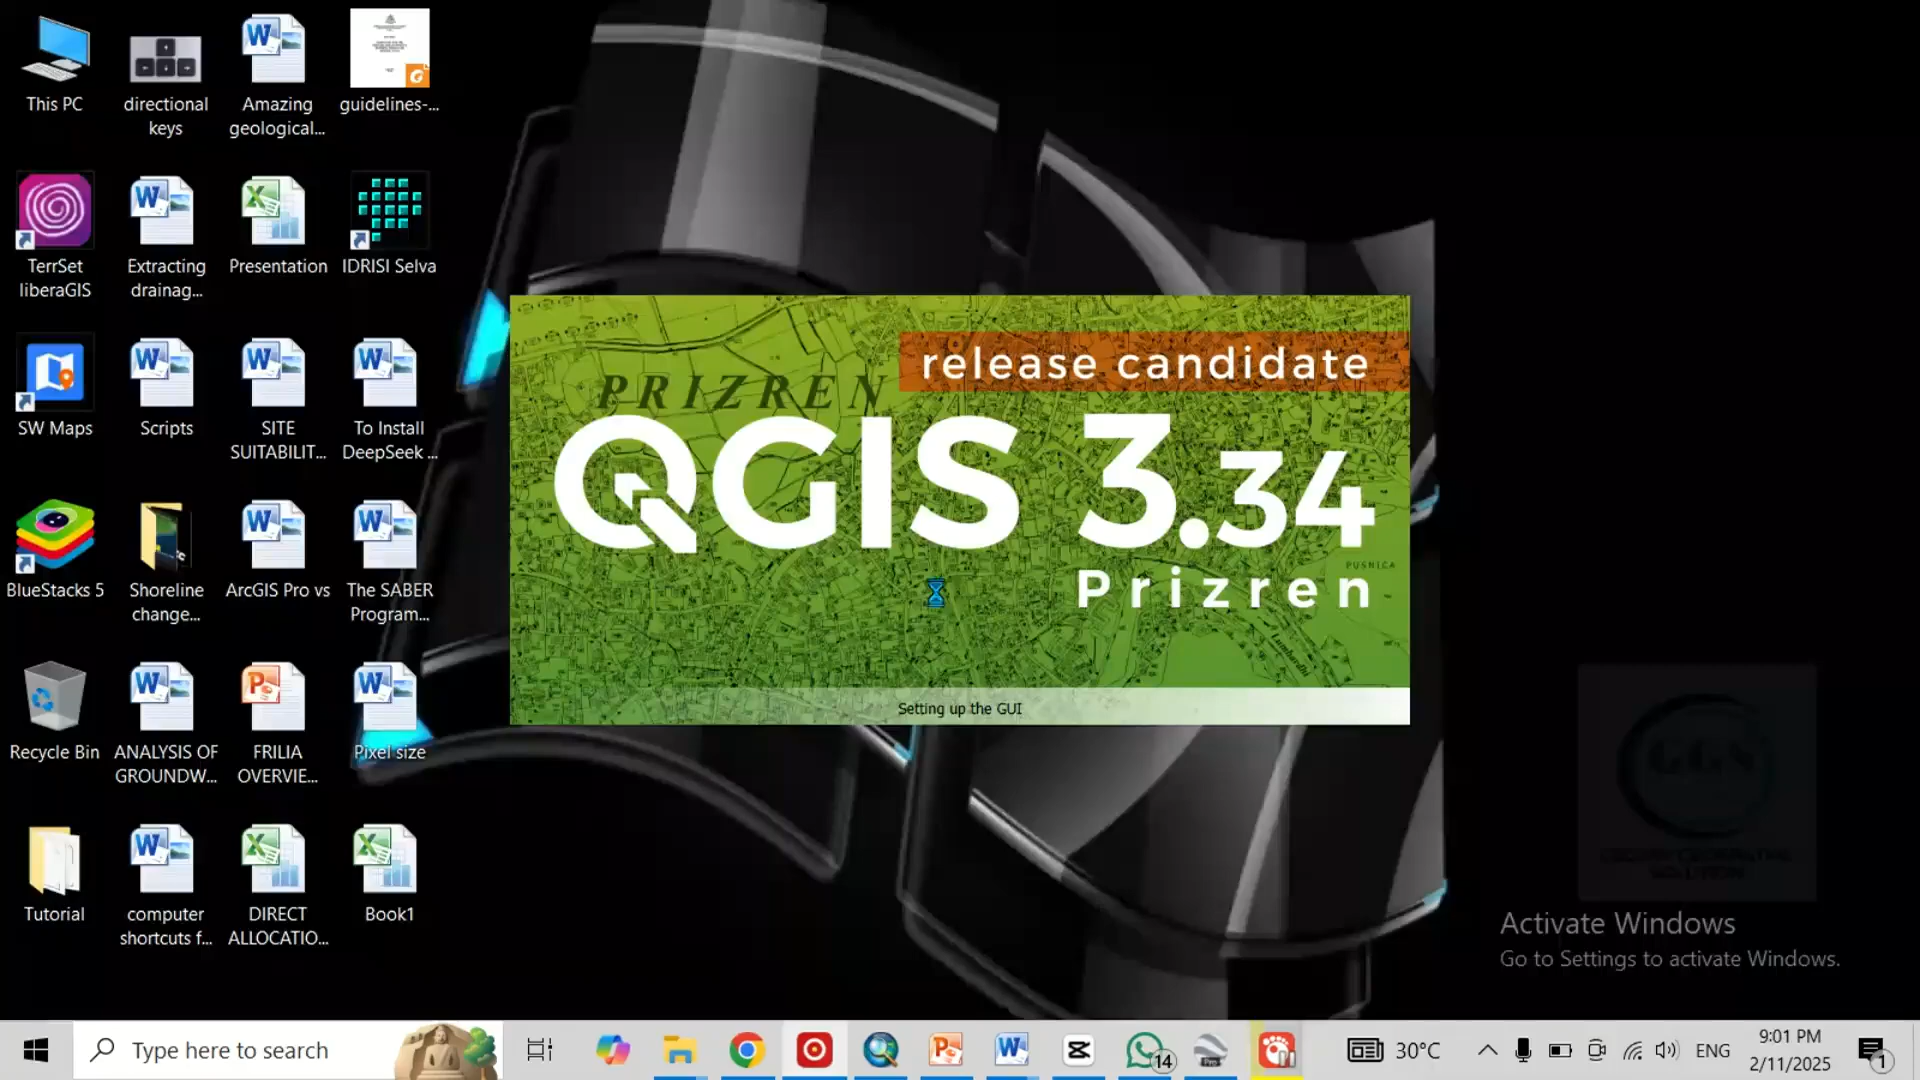 This PC
directional
keys
Amazing
geological...
guidelines-...
TerrSet
liberaGIS
Extracting
drainag...
Presentation
IDRISI Selva
SW Maps
Scripts
SITE
SUITABILIT...
To Install
DeepSeek ...
BlueStacks 5
Shoreline
change...
ArcGIS Pro vs
The SABER
Program...
Recycle Bin
ANALYSIS OF
GROUNDW...
FRILIA
OVERVIE...
Pixel size
Tutorial
computer
shortcuts f...
DIRECT
ALLOCATIO...
Book1
release candidate
PRIZREN
QGIS 3.34
PUSNICA
Prizren
Lumbardhi
Setting up the GUI
GGS
Activate Windows
Go to Settings to activate Windows.
Type here to search
14
30°C
ENG
9:01 PM
2/11/2025
1